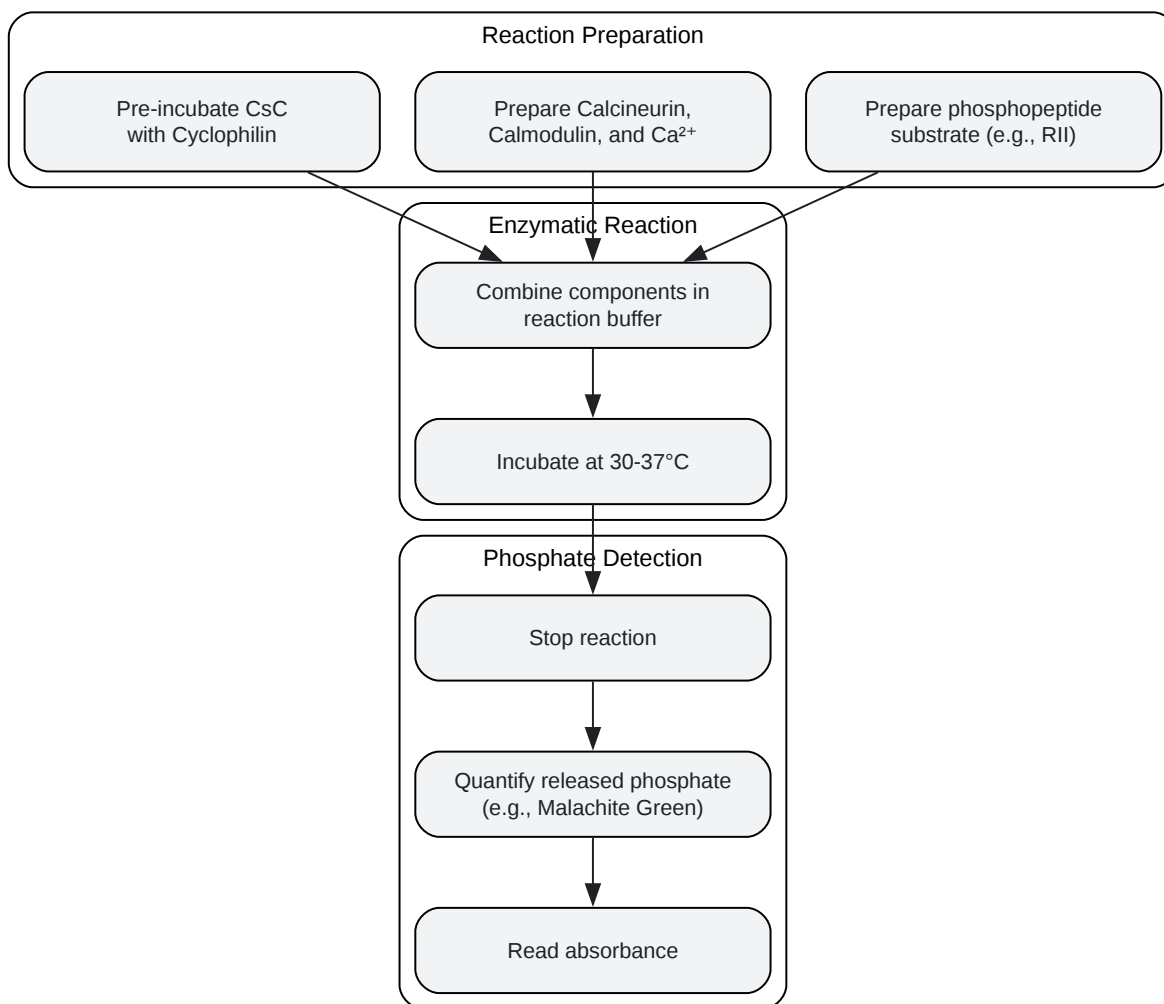 Reaction Preparation
Pre-incubate CsC
with Cyclophilin
Prepare Calcineurin,
Calmodulin, and Ca²⁺
Prepare phosphopeptide
substrate (e.g., RII)
Enzymatic Reaction
Combine components in
reaction buffer
Incubate at 30-37°C
Phosphate Detection
Stop reaction
Quantify released phosphate
(e.g., Malachite Green)
Read absorbance